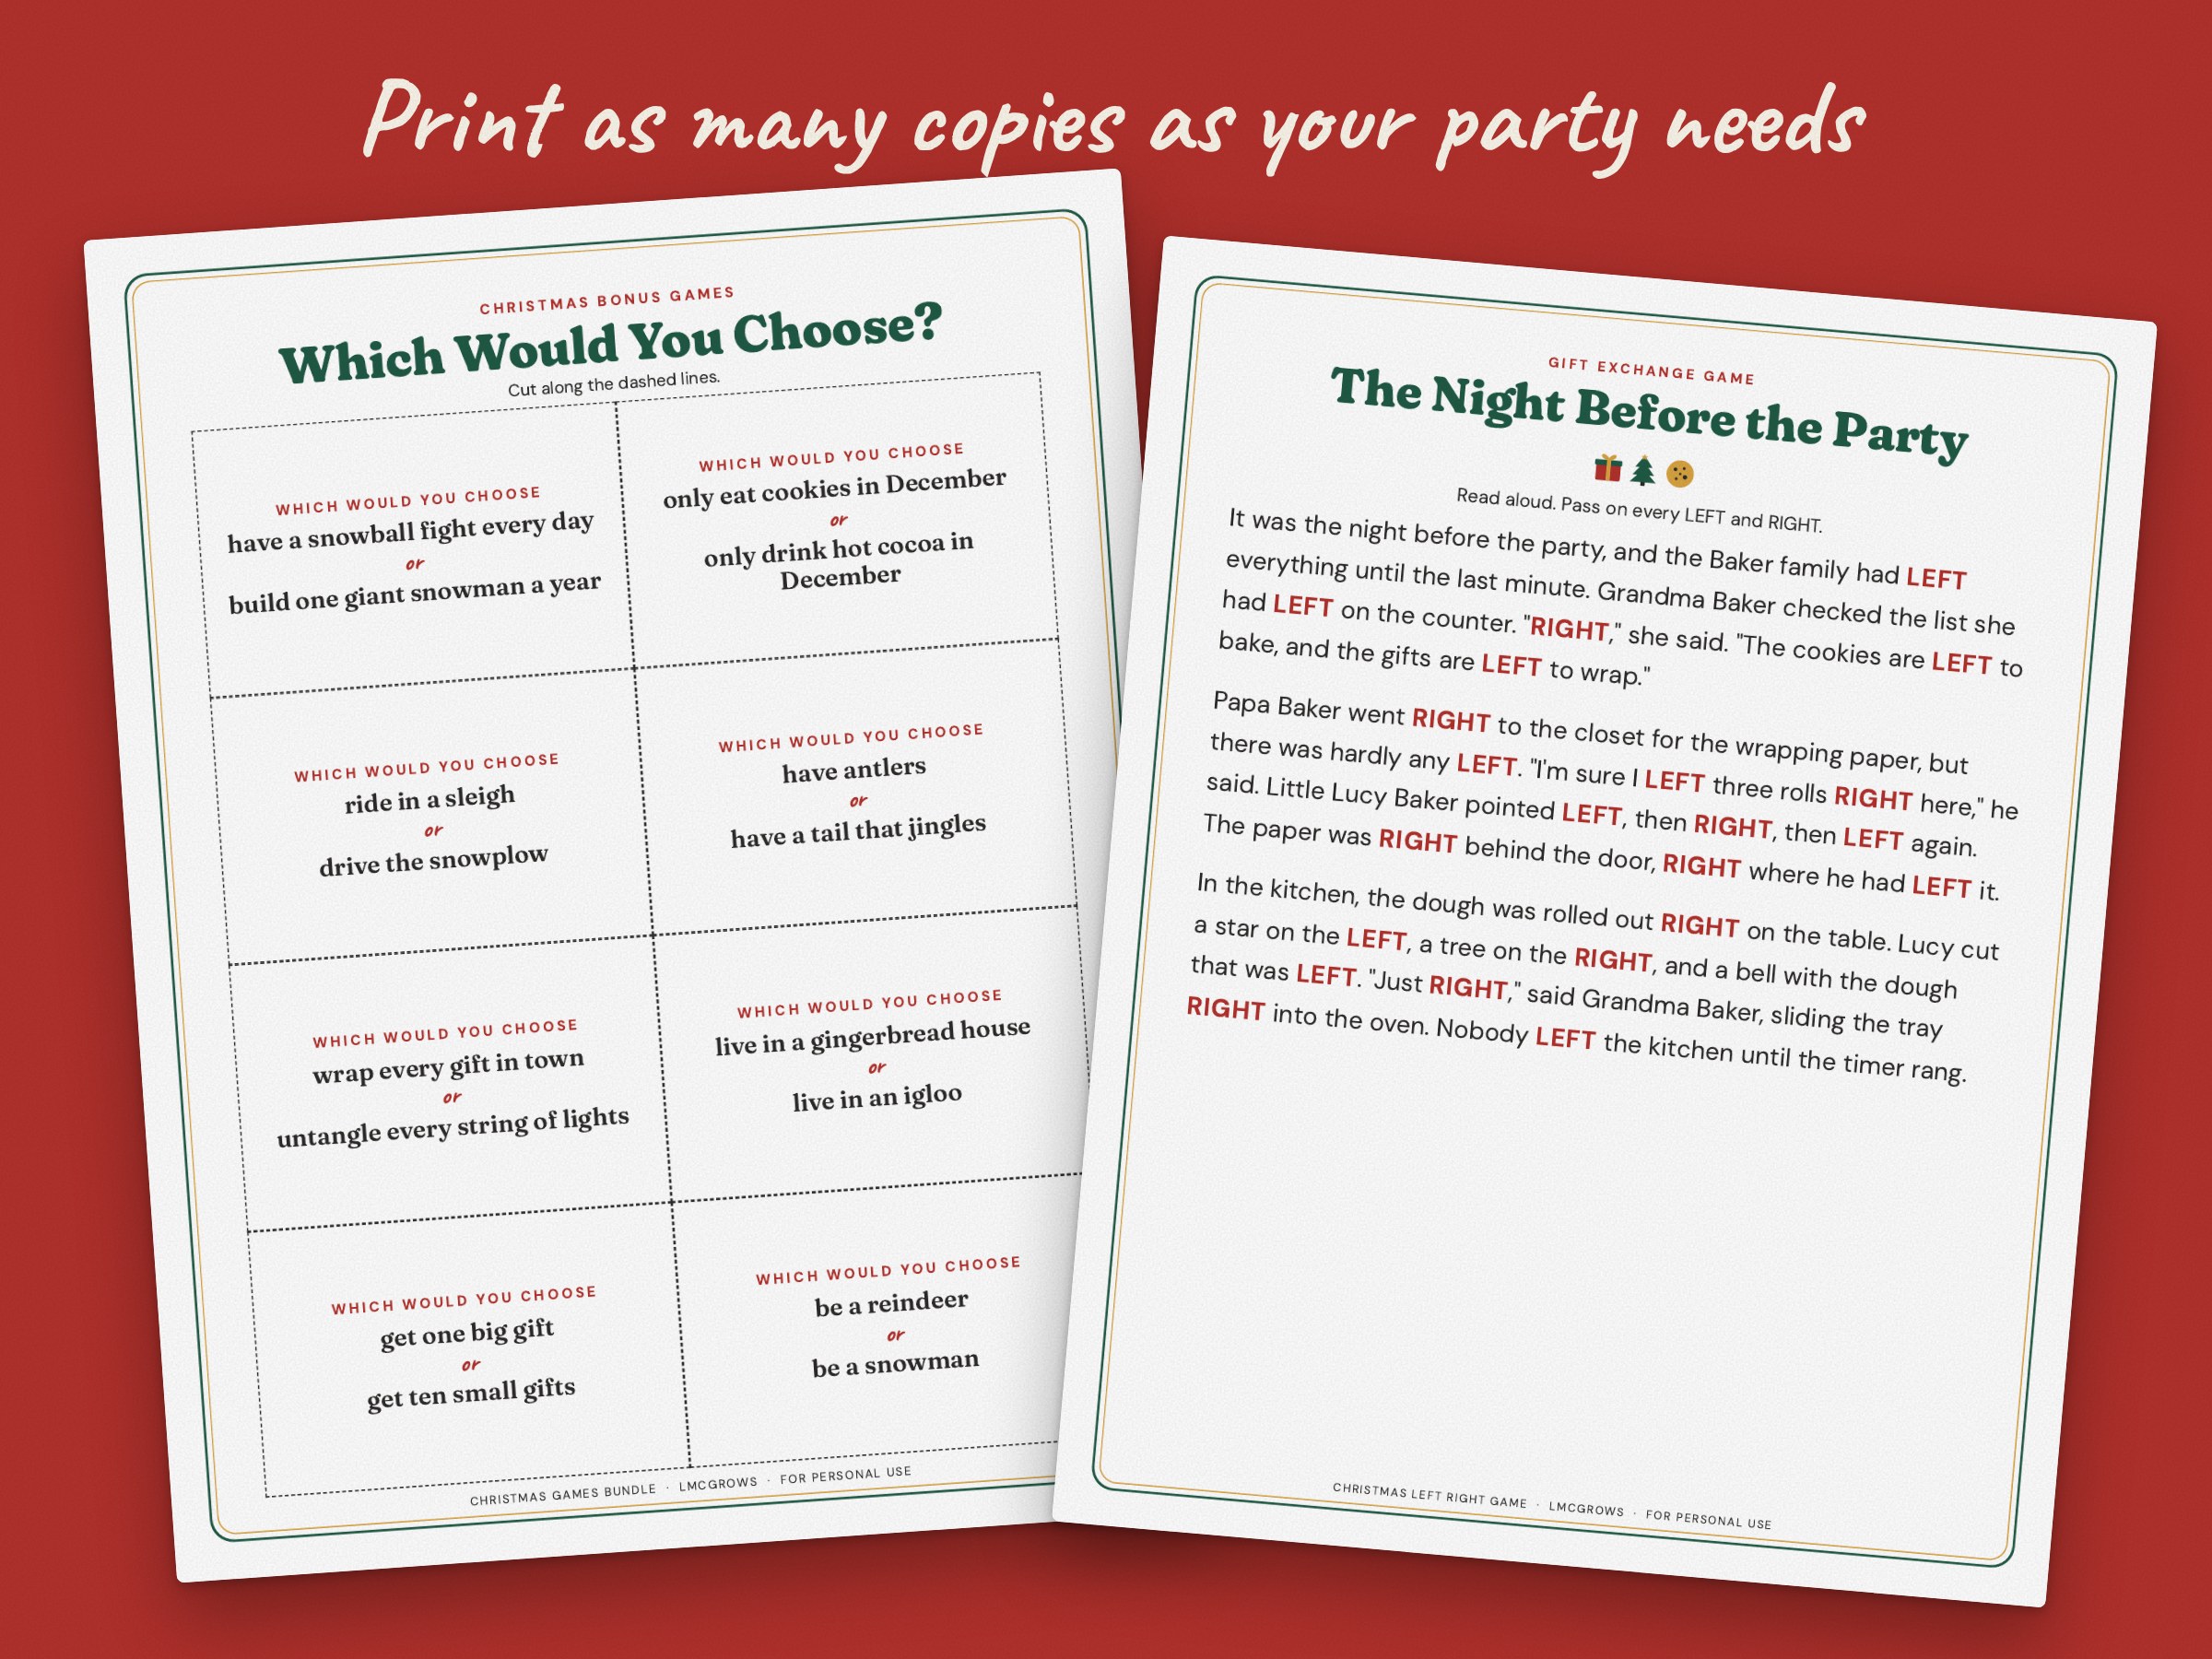 Print as many copies as your party needs
CHRISTMAS BONUS GAMES
Which Would You Choose?
Cut along the dashed lines.
WHICH WOULD YOU CHOOSE
have a snowball fight every day
or
build one giant snowman a year
WHICH WOULD YOU CHOOSE
only eat cookies in December
or
only drink hot cocoa in
December
WHICH WOULD YOU CHOOSE
ride in a sleigh
or
drive the snowplow
WHICH WOULD YOU CHOOSE
have antlers
or
have a tail that jingles
WHICH WOULD YOU CHOOSE
wrap every gift in town
or
untangle every string of lights
WHICH WOULD YOU CHOOSE
live in a gingerbread house
or
live in an igloo
WHICH WOULD YOU CHOOSE
get one big gift
or
get ten small gifts
WHICH WOULD YOU CHOOSE
be a reindeer
or
be a snowman
CHRISTMAS GAMES BUNDLE · LMCGROWS · FOR PERSONAL USE
GIFT EXCHANGE GAME
The Night Before the Party
Read aloud. Pass on every LEFT and RIGHT.
It was the night before the party, and the Baker family had LEFT
everything until the last minute. Grandma Baker checked the list she
had LEFT on the counter. "RIGHT," she said. "The cookies are LEFT to
bake, and the gifts are LEFT to wrap."
Papa Baker went RIGHT to the closet for the wrapping paper, but
there was hardly any LEFT. "I'm sure I LEFT three rolls RIGHT here," he
said. Little Lucy Baker pointed LEFT, then RIGHT, then LEFT again.
The paper was RIGHT behind the door, RIGHT where he had LEFT it.
In the kitchen, the dough was rolled out RIGHT on the table. Lucy cut
a star on the LEFT, a tree on the RIGHT, and a bell with the dough
that was LEFT. "Just RIGHT," said Grandma Baker, sliding the tray
RIGHT into the oven. Nobody LEFT the kitchen until the timer rang.
CHRISTMAS LEFT RIGHT GAME · LMCGROWS · FOR PERSONAL USE